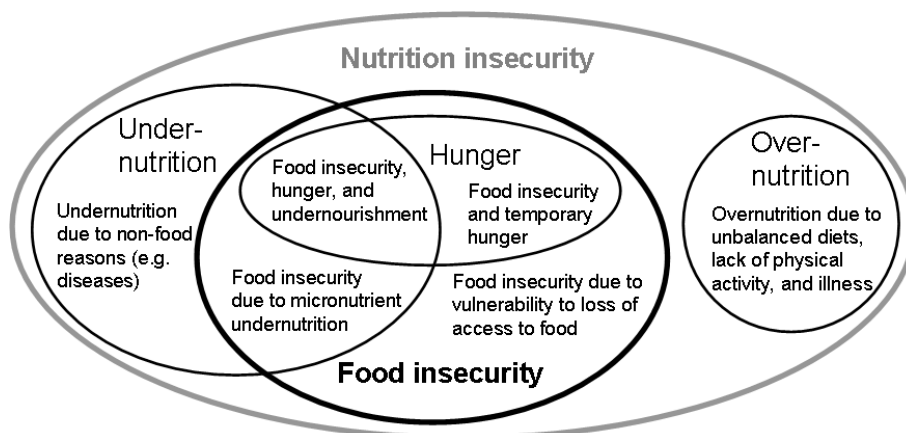 Nutrition insecurity
Under-
nutrition
Hunger
Over-
nutrition
Food insecurity,
hunger, and
undernourishment
Food insecurity
and temporary
hunger
Undernutrition
due to non-food
reasons (e.g.
diseases)
Overnutrition due to
unbalanced diets,
lack of physical
activity, and illness
Food insecurity
due to micronutrient
undernutrition
Food insecurity due to
vulnerability to loss of
access to food
Food insecurity